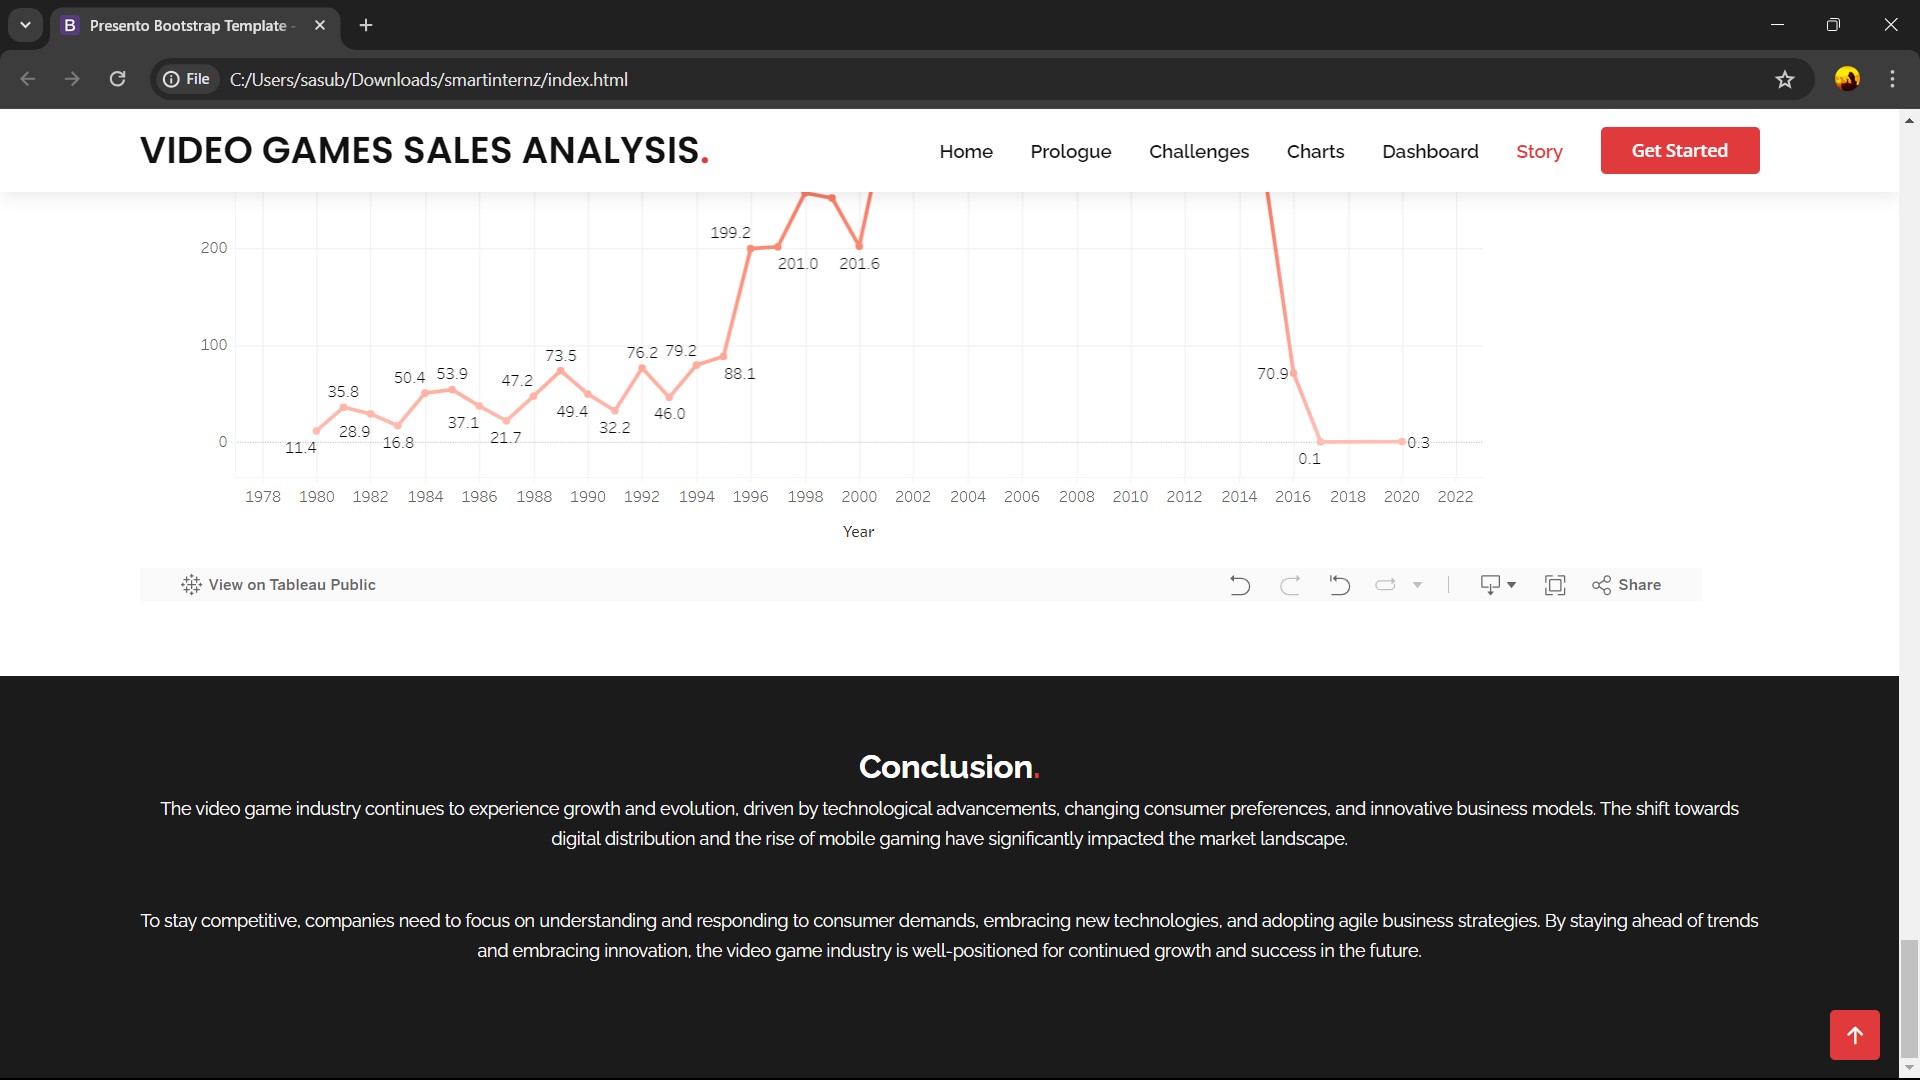 Presento Bootstrap Template -
File
C:/Users/sasub/Downloads/smartinternz/index.html
VIDEO GAMES SALES ANALYSIS.
Home Prologue Challenges Charts Dashboard Story Get Started
200
100
0
11.4
35.8
28.9
16.8
50.4
53.9
37.1
21.7
47.2
73.5
49.4
32.2
76.2
46.0
79.2
88.1
199.2
201.0
201.6
70.9
0.1
0.3
1978 1980 1982 1984 1986 1988 1990 1992 1994 1996 1998 2000 2002 2004 2006 2008 2010 2012 2014 2016 2018 2020 2022
Year
View on Tableau Public
Share
Conclusion.
The video game industry continues to experience growth and evolution, driven by technological advancements, changing consumer preferences, and innovative business models. The shift towards
digital distribution and the rise of mobile gaming have significantly impacted the market landscape.
To stay competitive, companies need to focus on understanding and responding to consumer demands, embracing new technologies, and adopting agile business strategies. By staying ahead of trends
and embracing innovation, the video game industry is well-positioned for continued growth and success in the future.